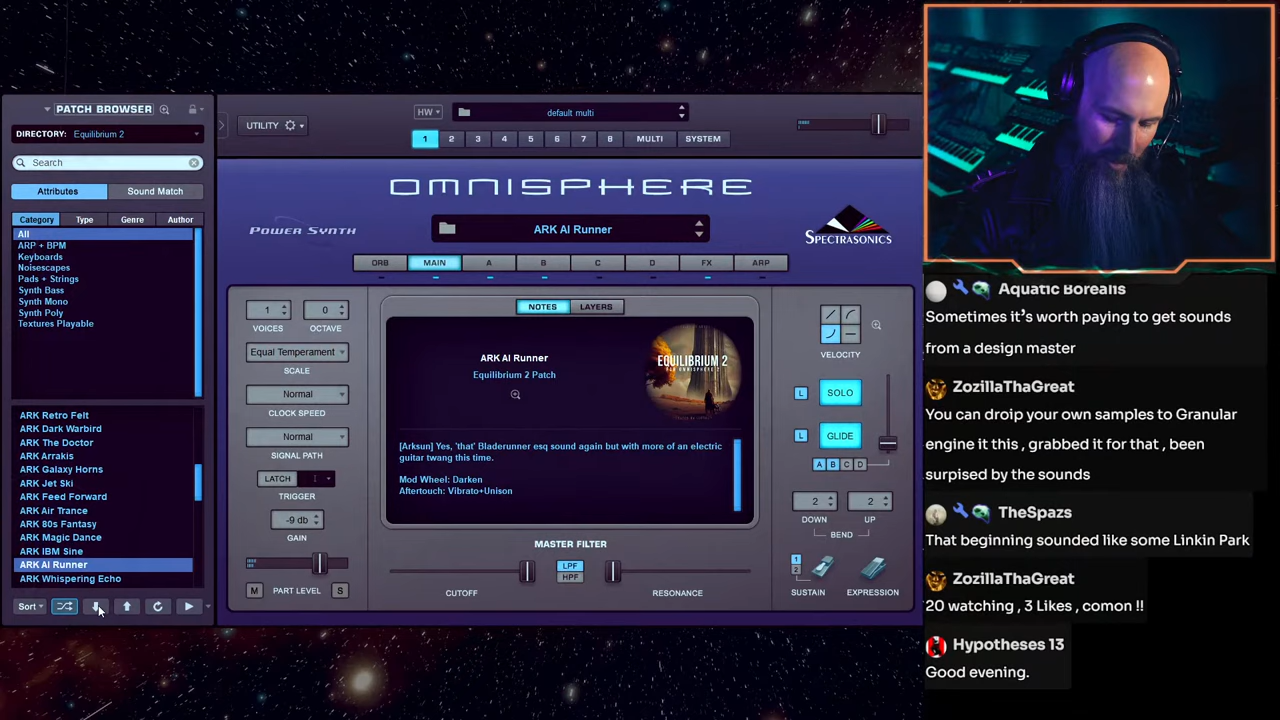 PATCH BROWSER
DIRECTORY: Equilibrium 2
Search
Attributes
Sound Match
Category
Type
Genre
Author
All
ARP + BPM
Keyboards
Noisescapes
Pads + Strings
Synth Bass
Synth Mono
Synth Poly
Textures Playable
ARK Retro Felt
ARK Dark Warbird
ARK The Doctor
ARK Arrakis
ARK Galaxy Horns
ARK Jet Ski
ARK Feed Forward
ARK Air Trance
ARK 80s Fantasy
ARK Magic Dance
ARK IBM Sine
ARK AI Runner
ARK Whispering Echo
Sort
UTILITY
HW
default multi
1 2 3 4 5 6 7 8 MULTI SYSTEM
OMNISPHERE
POWER SYNTH
ARK AI Runner
SPECTRASONICS
ORB MAIN A B C D FX ARP
1
0
VOICES
OCTAVE
Equal Temperament
SCALE
Normal
CLOCK SPEED
Normal
SIGNAL PATH
LATCH
TRIGGER
-9 db
GAIN
M PART LEVEL S
NOTES
LAYERS
ARK AI Runner
Equilibrium 2 Patch
EQUILIBRIUM 2
[Arksun] Yes, 'that' Bladerunner esq sound again but with more of an electric
guitar twang this time.
Mod Wheel: Darken
Aftertouch: Vibrato+Unison
MASTER FILTER
LPF
HPF
CUTOFF
RESONANCE
VELOCITY
L SOLO
L GLIDE
A B C D
2
2
DOWN
UP
BEND
1
2
SUSTAIN
EXPRESSION
Aquatic Borealis
Sometimes it's worth paying to get sounds
from a design master
ZozillaThaGreat
You can droip your own samples to Granular
engine it this , grabbed it for that , been
surpised by the sounds
TheSpazs
That beginning sounded like some Linkin Park
ZozillaThaGreat
20 watching , 3 Likes , comon !!
Hypotheses 13
Good evening.